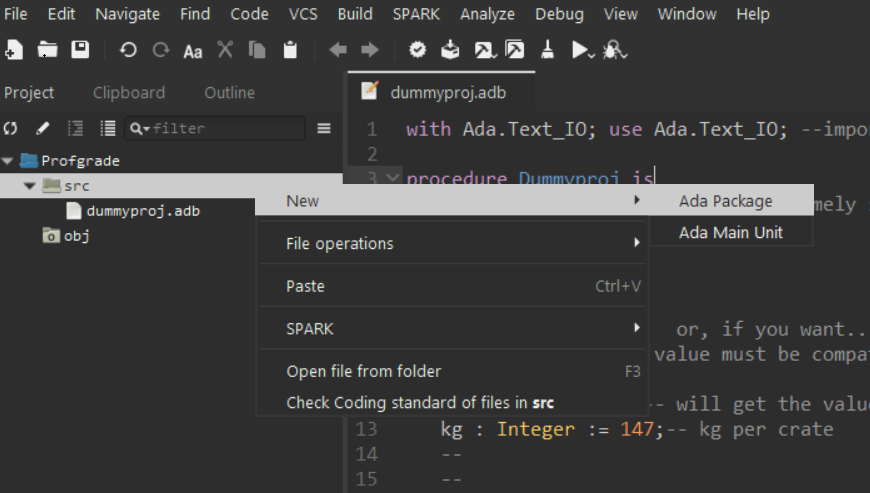 File Edit Navigate Find Code VCS Build SPARK Analyze Debug View Window Help
Aa
Project Clipboard Outline
dummyproj.adb
filter
Profgrade
src
dummyproj.adb
obj
1 with Ada.Text_IO; use Ada.Text_IO; --impor
2
3 procedure Dummyproj is
New
Ada Package
mely
File operations
Ada Main Unit
Paste Ctrl+V
SPARK
or, if you want..
value must be compa
Open file from folder F3
Check Coding standard of files in src
-- will get the valu
13 kg : Integer := 147;-- kg per crate
14 --
15 --